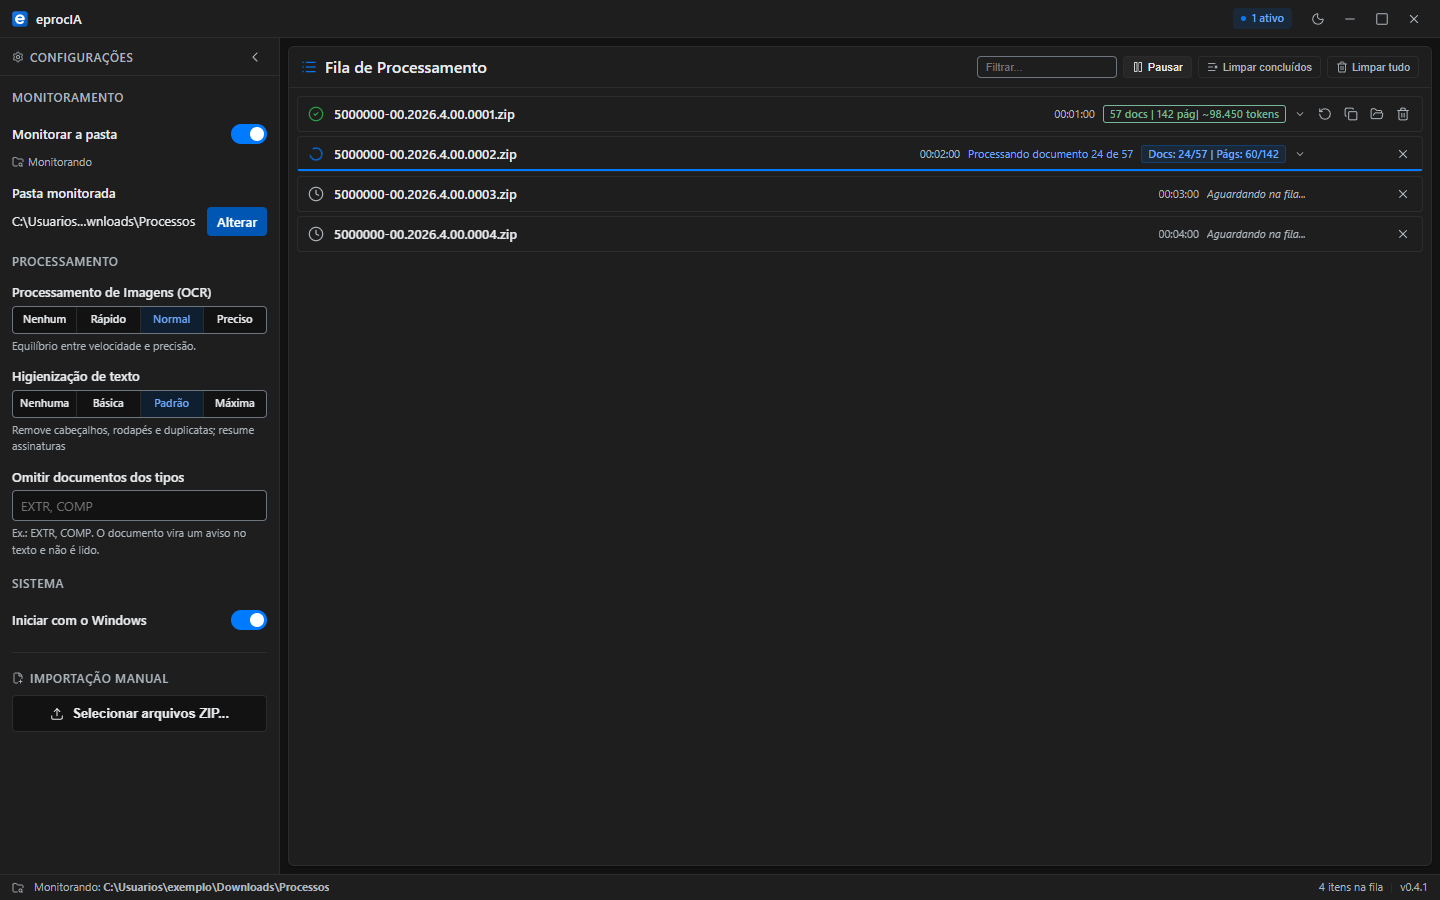 eprocIA
1 ativo
CONFIGURAÇÕES
MONITORAMENTO
Monitorar a pasta
Monitorando
Pasta monitorada
C:\Usuarios...wnloads\Processos
Alterar
PROCESSAMENTO
Processamento de Imagens (OCR)
Nenhum Rápido Normal Preciso
Equilíbrio entre velocidade e precisão.
Higienização de texto
Nenhuma Básica Padrão Máxima
Remove cabeçalhos, rodapés e duplicatas; resume
assinaturas
Omitir documentos dos tipos
EXTR, COMP
Ex.: EXTR, COMP. O documento vira um aviso no
texto e não é lido.
SISTEMA
Iniciar com o Windows
IMPORTAÇÃO MANUAL
Selecionar arquivos ZIP...
Fila de Processamento
Filtrar...
Pausar
Limpar concluídos
Limpar tudo
5000000-00.2026.4.00.0001.zip 00:01:00 57 docs | 142 pág| ~98.450 tokens
5000000-00.2026.4.00.0002.zip 00:02:00 Processando documento 24 de 57 Docs: 24/57 | Págs: 60/142
5000000-00.2026.4.00.0003.zip 00:03:00 Aguardando na fila...
5000000-00.2026.4.00.0004.zip 00:04:00 Aguardando na fila...
Monitorando: C:\Usuarios\exemplo\Downloads\Processos
4 itens na fila
v0.4.1